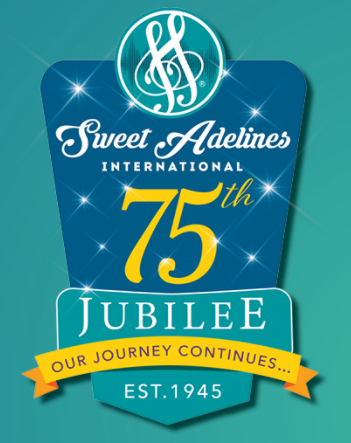 ®
Sweet Adelines
INTERNATIONAL
75th
JUBILEE
OUR JOURNEY CONTINUES...
EST.1945